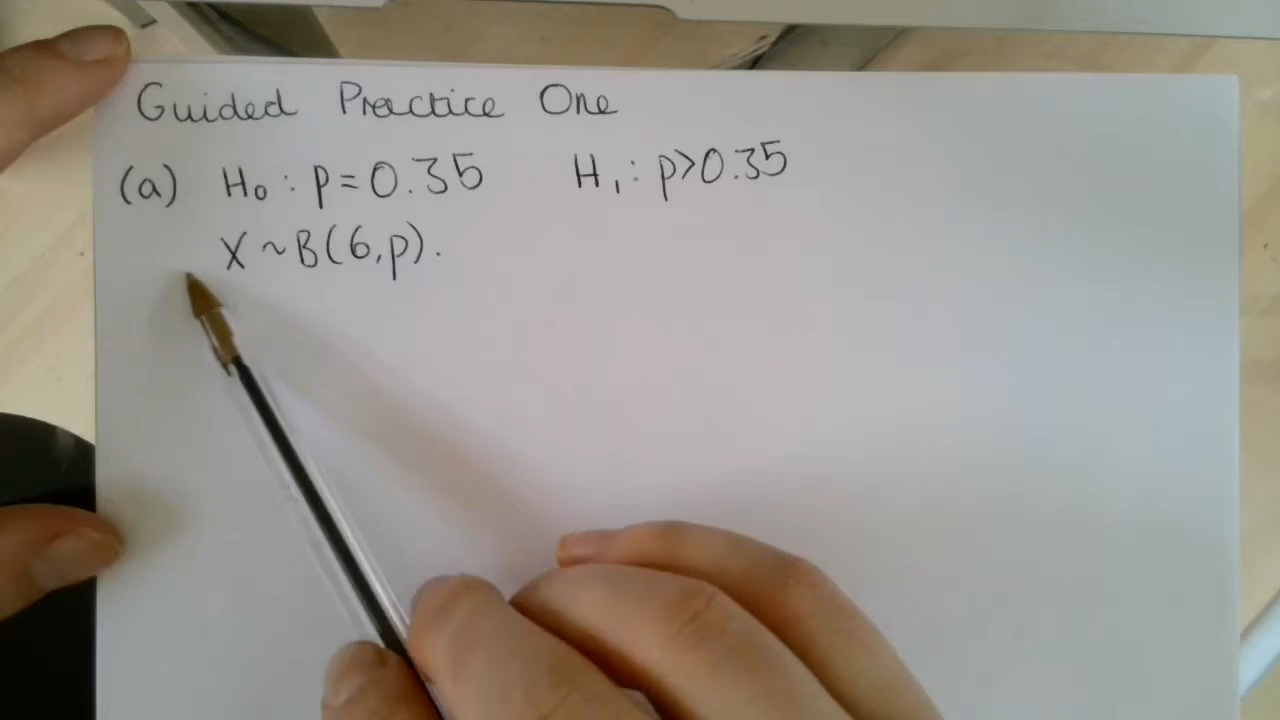 Guided Practice One
(a) H₀ : p = 0.35 H₁ : p > 0.35
X ~ B(6, p).